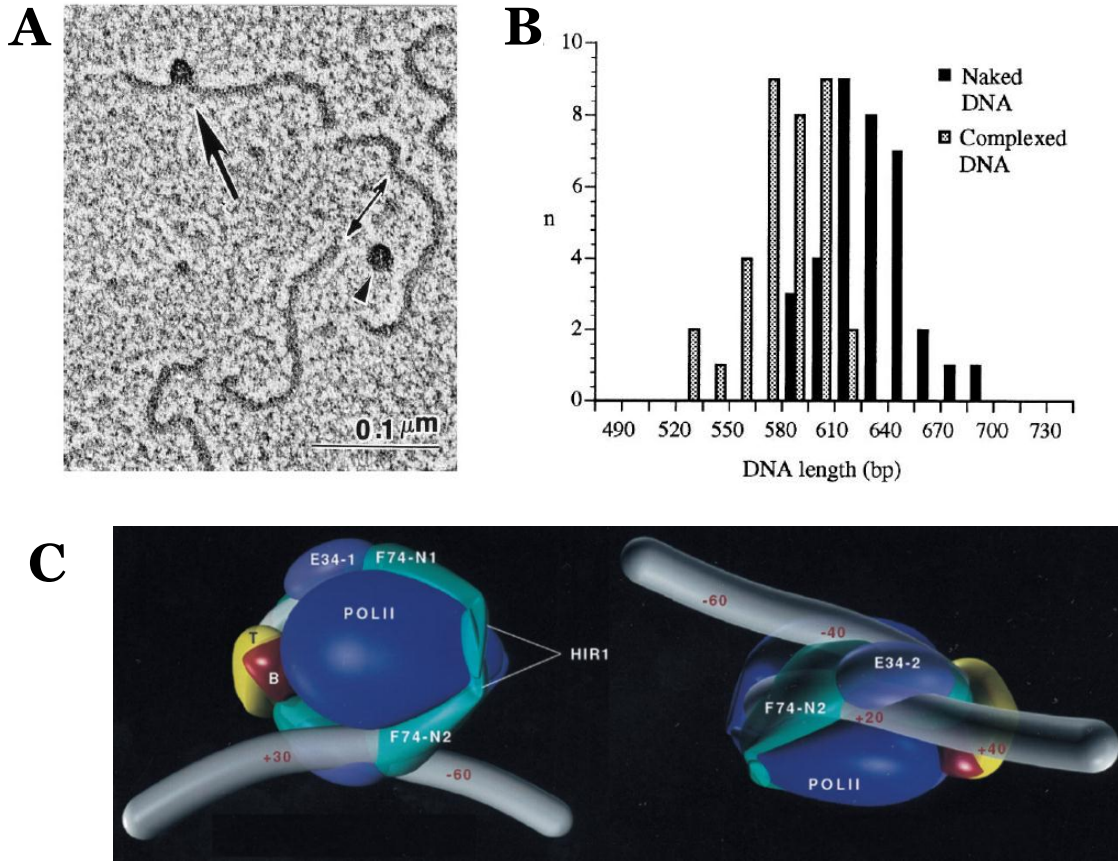 A
0.1 μm
B
10
8
6
4
2
0
n
Naked
DNA
Complexed
DNA
490 520 550 580 610 640 670 700 730
DNA length (bp)
C
E34-1
F74-N1
POLII
T
B
HIR1
F74-N2
+30
-60
-60
-40
E34-2
F74-N2
+20
+40
POLII